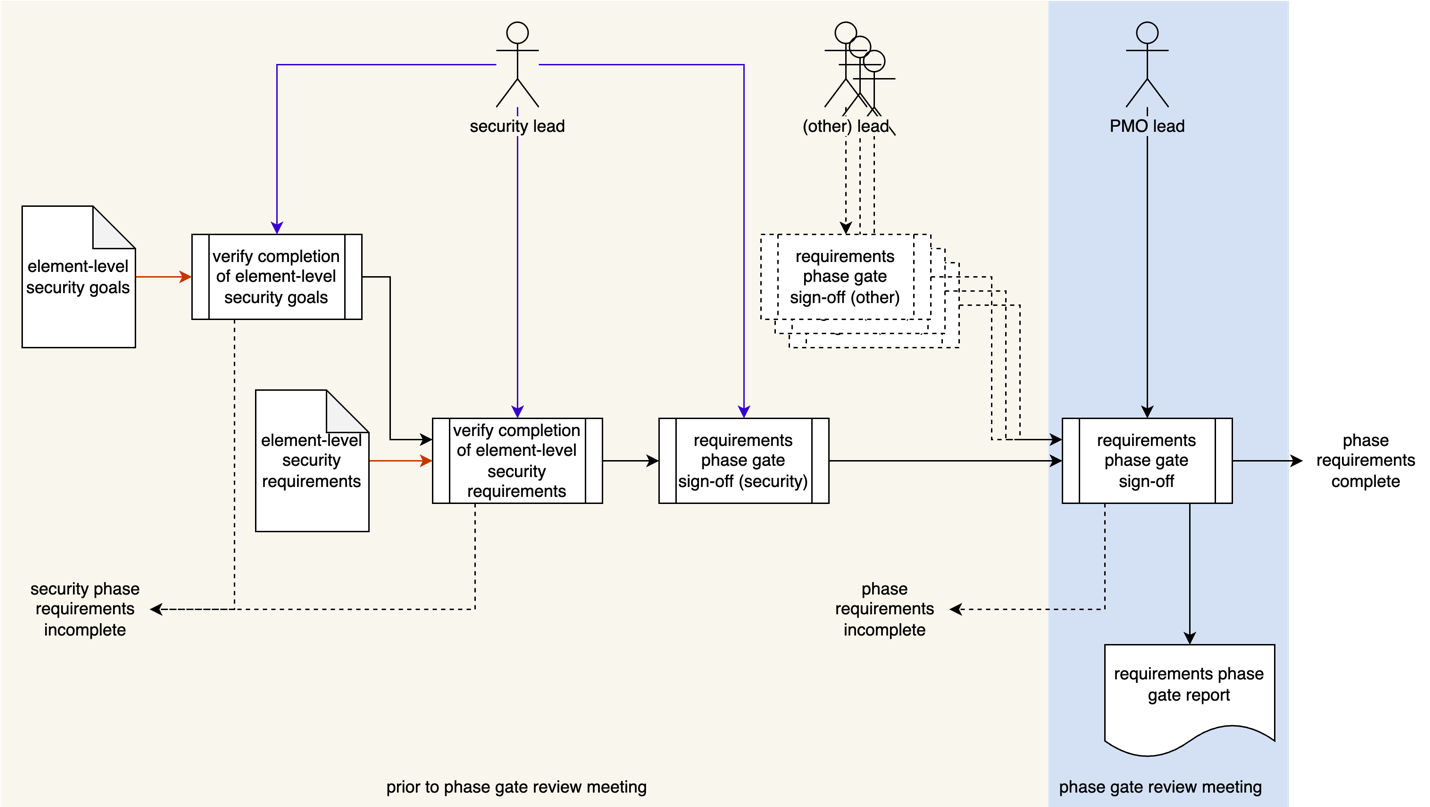 security lead
(other) lead
PMO lead
element-level
security goals
verify completion
of element-level
security goals
requirements
phase gate
sign-off (other)
element-level
security
requirements
verify completion
of element-level
security
requirements
requirements
phase gate
sign-off (security)
requirements
phase gate
sign-off
phase
requirements
complete
security phase
requirements
incomplete
phase
requirements
incomplete
requirements phase
gate report
prior to phase gate review meeting
phase gate review meeting